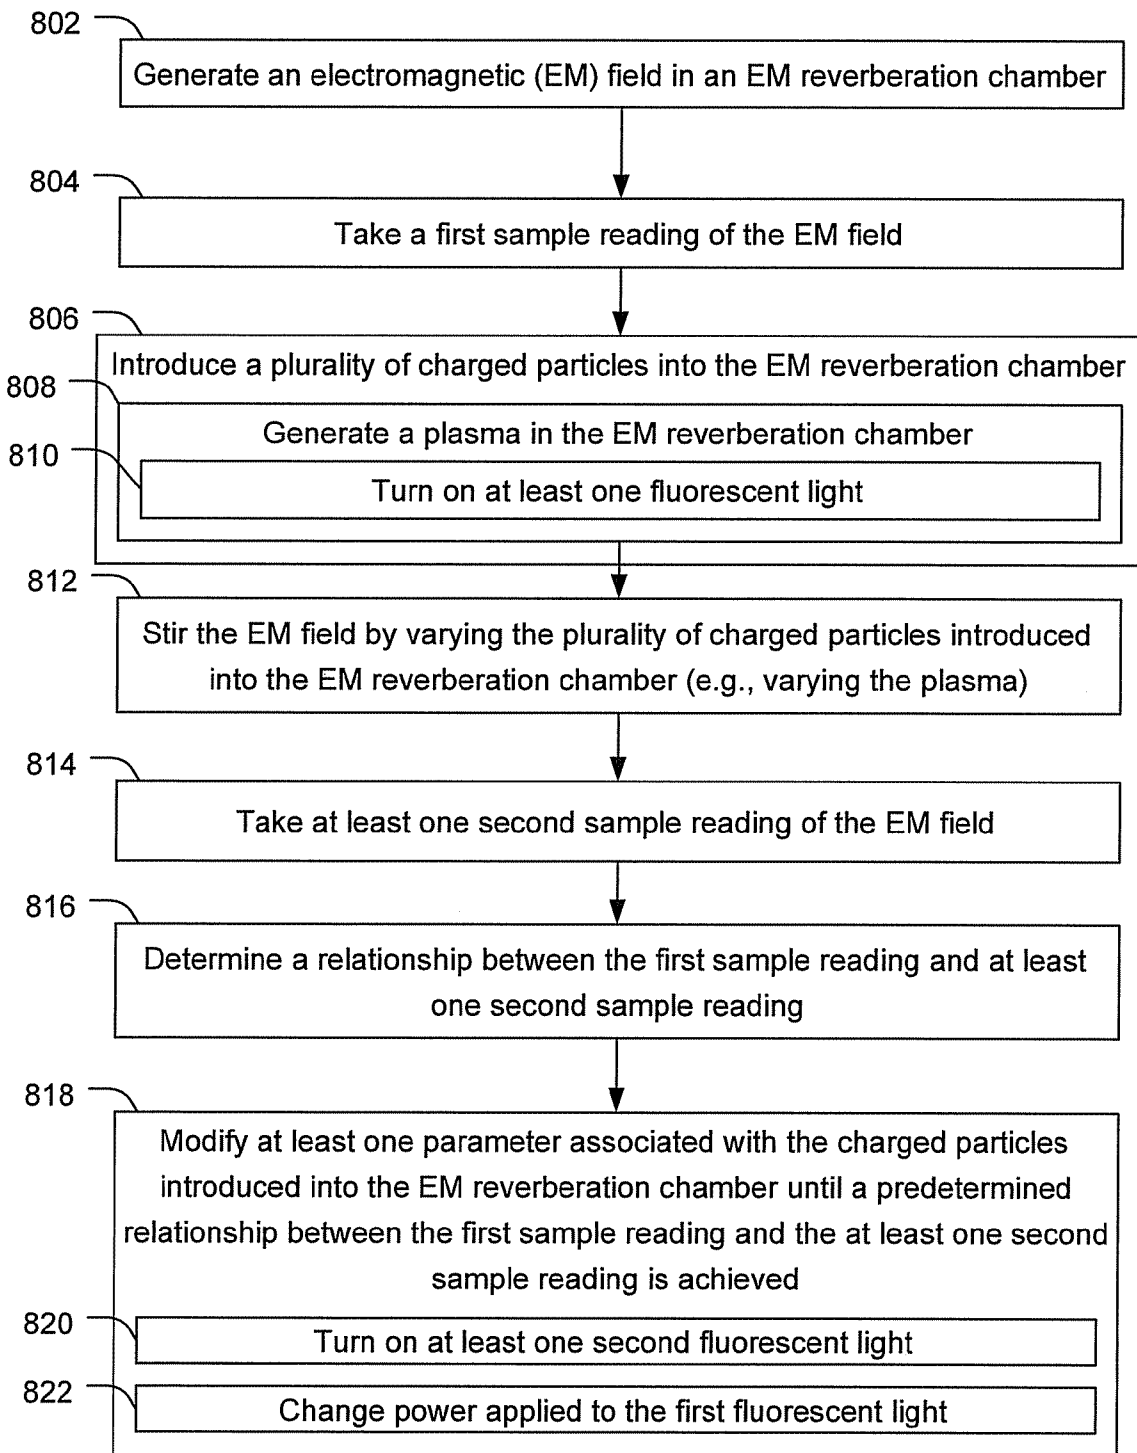 802
Generate an electromagnetic (EM) field in an EM reverberation chamber
804
Take a first sample reading of the EM field
806
Introduce a plurality of charged particles into the EM reverberation chamber
808
Generate a plasma in the EM reverberation chamber
810
Turn on at least one fluorescent light
812
Stir the EM field by varying the plurality of charged particles introduced
into the EM reverberation chamber (e.g., varying the plasma)
814
Take at least one second sample reading of the EM field
816
Determine a relationship between the first sample reading and at least
one second sample reading
818
Modify at least one parameter associated with the charged particles
introduced into the EM reverberation chamber until a predetermined
relationship between the first sample reading and the at least one second
sample reading is achieved
820
Turn on at least one second fluorescent light
822
Change power applied to the first fluorescent light